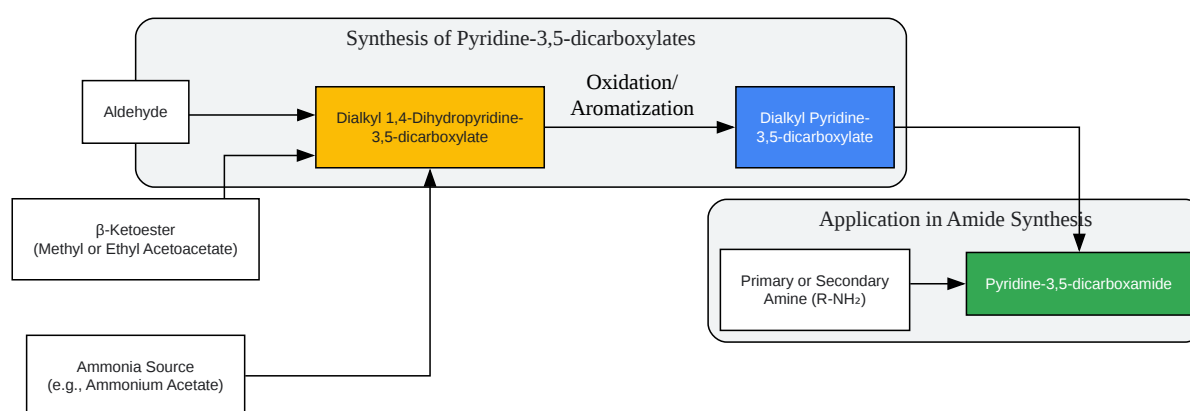 Synthesis of Pyridine-3,5-dicarboxylates
Aldehyde
Dialkyl 1,4-Dihydropyridine-
3,5-dicarboxylate
Oxidation/
Aromatization
Dialkyl Pyridine-
3,5-dicarboxylate
β-Ketoester
(Methyl or Ethyl Acetoacetate)
Application in Amide Synthesis
Primary or Secondary
Amine (R-NH₂)
Pyridine-3,5-dicarboxamide
Ammonia Source
(e.g., Ammonium Acetate)